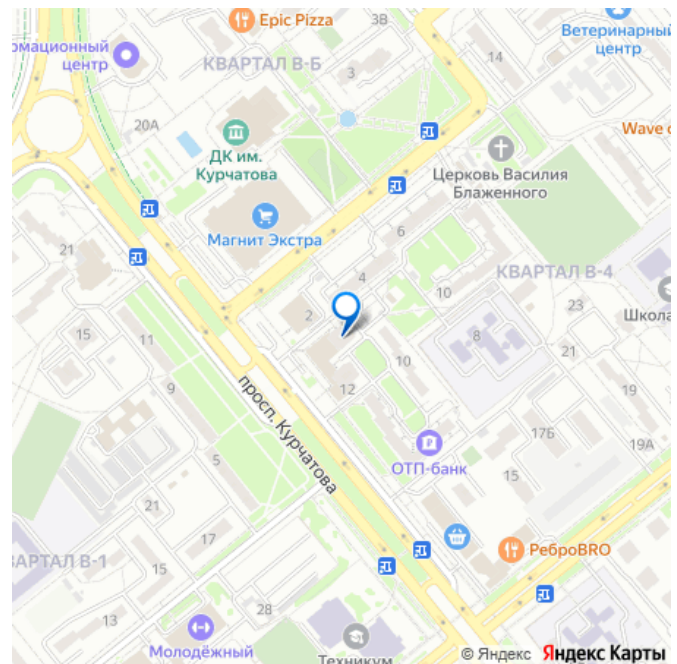 Epic Pizza
3В
Ветеринарный
центр
рмационный
центр
КВАРТАЛ В-Б
3
14
20А
ДК им.
Курчатова
Wave c
Церковь Василия
Блаженного
Магнит Экстра
6
21
4
КВАРТАЛ В-4
10
2
23
Школа
15
11
8
21
10
9
12
19
просп. Курчатова
17Б
19А
5
ОТП-банк
15
21
17
РеброBRO
ВАРТАЛ В-1
13
28
Молодёжный
Техникум
© Яндекс Яндекс Карты